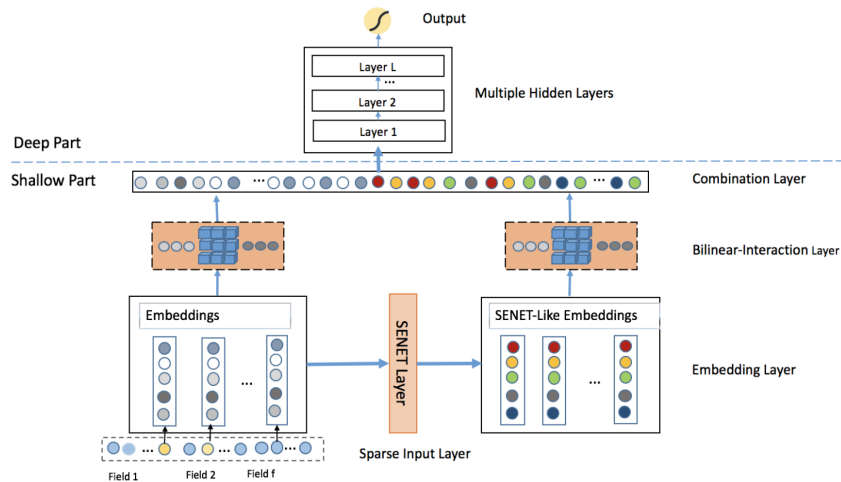 Output
Layer L
...
Layer 2
Layer 1
Multiple Hidden Layers
Deep Part
Shallow Part
...
...
Combination Layer
Bilinear-Interaction Layer
Embeddings
...
SENET Layer
SENET-Like Embeddings
...
Embedding Layer
... ... ...
Sparse Input Layer
Field 1
Field 2
Field f